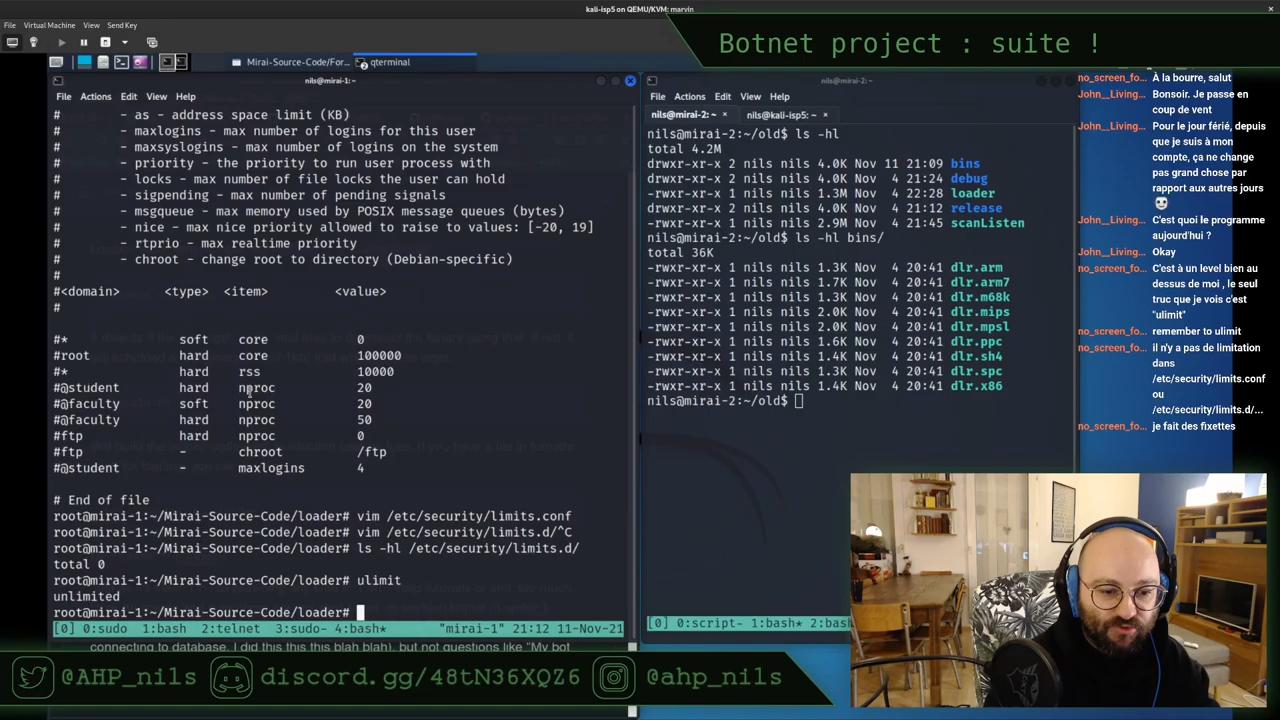 kali-isp5 on QEMU/KVM: marvin
File Virtual Machine View Send Key
Botnet project : suite !
Mirai-Source-Code/For...
qterminal
nils@mirai-1:~
File Actions Edit View Help
# - as - address space limit (KB)
# - maxlogins - max number of logins for this user
# - maxsyslogins - max number of logins on the system
# - priority - the priority to run user process with
# - locks - max number of file locks the user can hold
# - sigpending - max number of pending signals
# - msgqueue - max memory used by POSIX message queues (bytes)
# - nice - max nice priority allowed to raise to values: [-20, 19]
# - rtprio - max realtime priority
# - chroot - change root to directory (Debian-specific)
#
#<domain> <type> <item> <value>
#
#* soft core 0
#root hard core 100000
#* hard rss 10000
#@student hard nproc 20
#@faculty soft nproc 20
#@faculty hard nproc 50
#ftp hard nproc 0
#ftp - chroot /ftp
#@student - maxlogins 4
# End of file
root@mirai-1:~/Mirai-Source-Code/loader# vim /etc/security/limits.conf
root@mirai-1:~/Mirai-Source-Code/loader# vim /etc/security/limits.d/^C
root@mirai-1:~/Mirai-Source-Code/loader# ls -hl /etc/security/limits.d/
total 0
root@mirai-1:~/Mirai-Source-Code/loader# ulimit
unlimited
root@mirai-1:~/Mirai-Source-Code/loader#
[0] 0:sudo 1:bash 2:telnet 3:sudo- 4:bash* "mirai-1" 21:12 11-Nov-21
connecting to database, I did this this this blah blah), but not questions like "My bot
nils@mirai-2:~
File Actions Edit View Help
nils@mirai-2: ~ × nils@kali-isp5: ~ ×
nils@mirai-2:~/old$ ls -hl
total 4.2M
drwxr-xr-x 2 nils nils 4.0K Nov 11 21:09 bins
drwxr-xr-x 2 nils nils 4.0K Nov 4 21:24 debug
-rwxr-xr-x 1 nils nils 1.3M Nov 4 22:28 loader
drwxr-xr-x 2 nils nils 4.0K Nov 4 21:12 release
-rwxr-xr-x 1 nils nils 2.9M Nov 4 21:45 scanListen
nils@mirai-2:~/old$ ls -hl bins/
total 36K
-rwxr-xr-x 1 nils nils 1.3K Nov 4 20:41 dlr.arm
-rwxr-xr-x 1 nils nils 1.7K Nov 4 20:41 dlr.arm7
-rwxr-xr-x 1 nils nils 1.3K Nov 4 20:41 dlr.m68k
-rwxr-xr-x 1 nils nils 2.0K Nov 4 20:41 dlr.mips
-rwxr-xr-x 1 nils nils 2.0K Nov 4 20:41 dlr.mpsl
-rwxr-xr-x 1 nils nils 1.6K Nov 4 20:41 dlr.ppc
-rwxr-xr-x 1 nils nils 1.4K Nov 4 20:41 dlr.sh4
-rwxr-xr-x 1 nils nils 1.3K Nov 4 20:41 dlr.spc
-rwxr-xr-x 1 nils nils 1.4K Nov 4 20:41 dlr.x86
nils@mirai-2:~/old$
[0] 0:script- 1:bash* 2:bash
no_screen_fo... À la bourre, salut
John__Living... Bonsoir. Je passe en
coup de vent
John__Living... Pour le jour férié, depuis
que je suis à mon
compte, ça ne change
pas grand chose par
rapport aux autres jours
John__Living... C'est quoi le programme
aujourd'hui ?
John__Living... Okay
no_screen_fo... C'est à un level bien au
dessus de moi , le seul
truc que je vois c'est
"ulimit"
no_screen_fo... remember to ulimit
no_screen_fo... il n'y a pas de limitation
dans
/etc/security/limits.conf
ou
/etc/security/limits.d/...
no_screen_fo... je fait des fixettes
@AHP_nils discord.gg/48tN36XQZ6 @ahp_nils